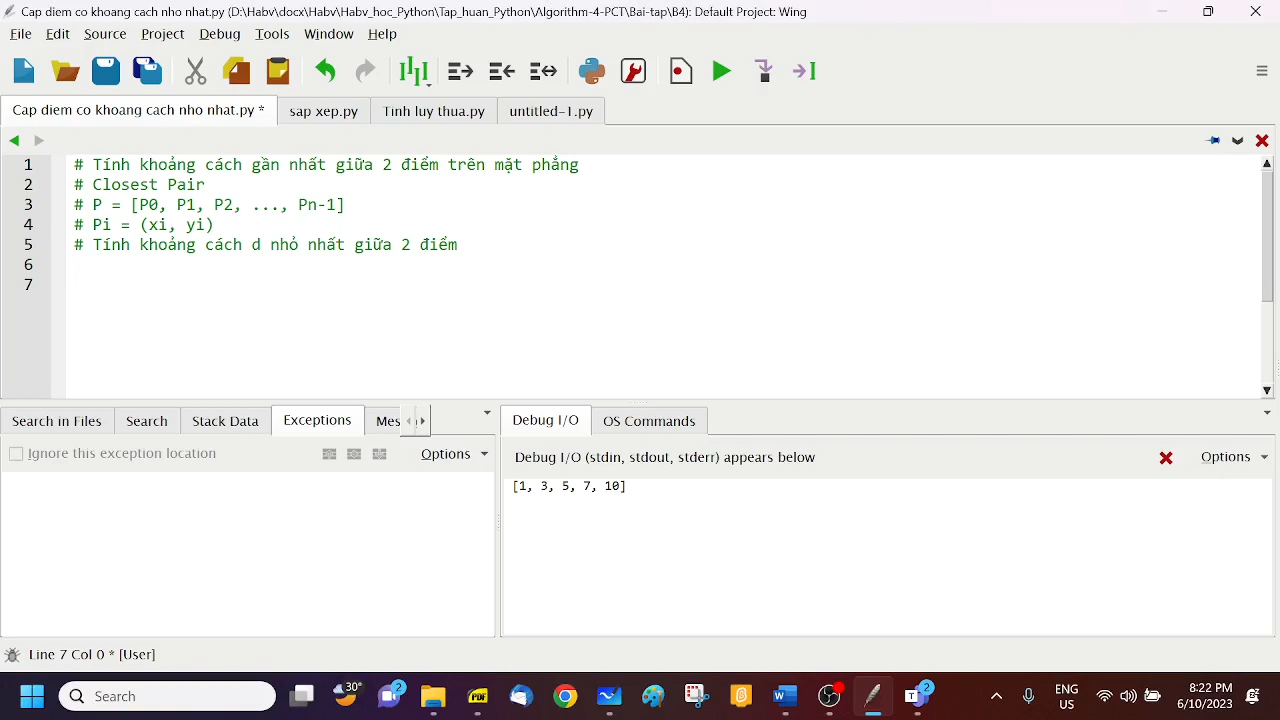 Cap diem co khoang cach nho nhat.py (D:\Habv\docx\Habv\Habv_hoc_Python\Tap_huan_Python\Algorithm-4-PCT\Bai-tap\B4): Default Project: Wing
File Edit Source Project Debug Tools Window Help
Cap diem co khoang cach nho nhat.py * sap xep.py Tinh luy thua.py untitled-1.py
1 # Tính khoảng cách gần nhất giữa 2 điểm trên mặt phẳng
2 # Closest Pair
3 # P = [P0, P1, P2, ..., Pn-1]
4 # Pi = (xi, yi)
5 # Tính khoảng cách d nhỏ nhất giữa 2 điểm
6
7
Search in Files Search Stack Data Exceptions Mes
Ignore this exception location Options
Debug I/O OS Commands
Debug I/O (stdin, stdout, stderr) appears below Options
[1, 3, 5, 7, 10]
Line 7 Col 0 * [User]
Search 30° 2 PDF 2 ENG US 8:22 PM 6/10/2023